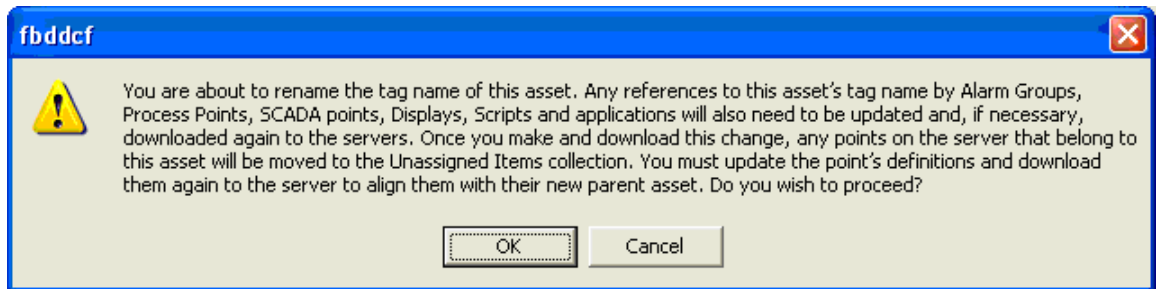 fbddcf
You are about to rename the tag name of this asset. Any references to this asset's tag name by Alarm Groups,
Process Points, SCADA points, Displays, Scripts and applications will also need to be updated and, if necessary,
downloaded again to the servers. Once you make and download this change, any points on the server that belong to
this asset will be moved to the Unassigned Items collection. You must update the point's definitions and download
them again to the server to align them with their new parent asset. Do you wish to proceed?
OK Cancel